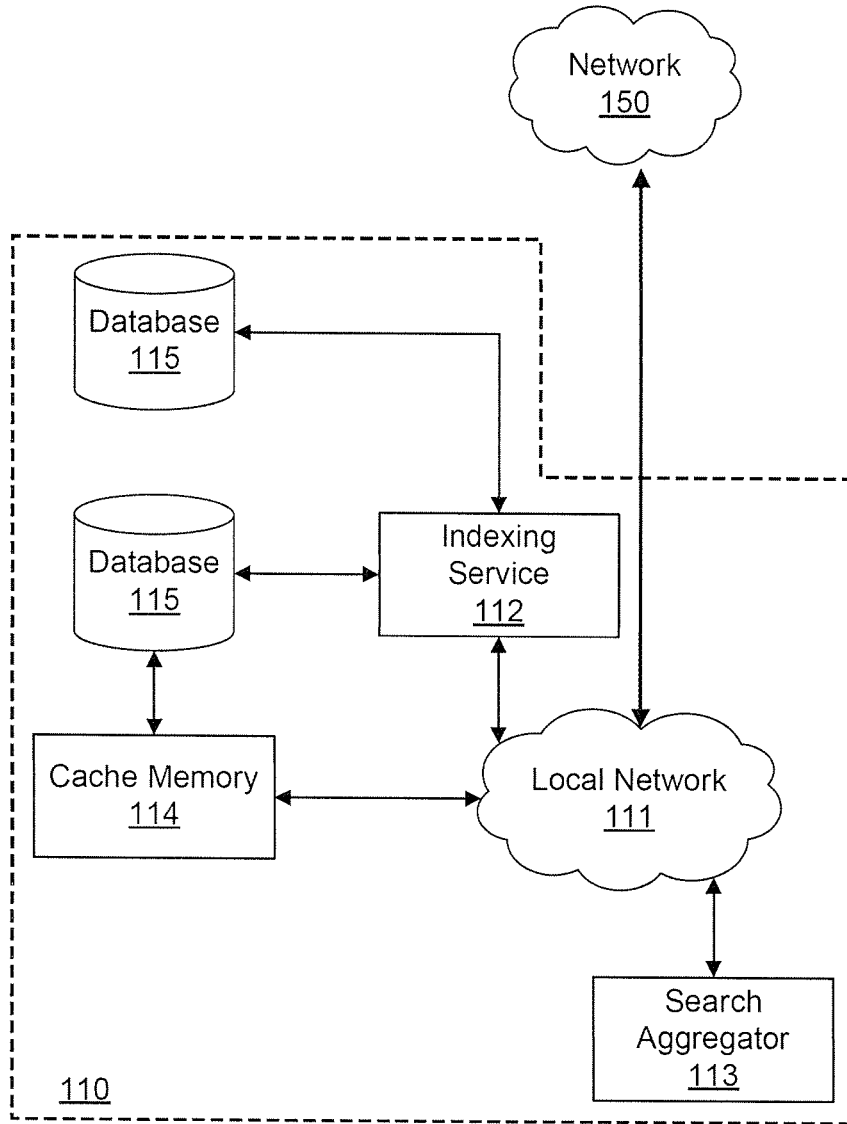 Network
150
Database
115
Database
115
Indexing
Service
112
Cache Memory
114
Local Network
111
Search
Aggregator
113
110